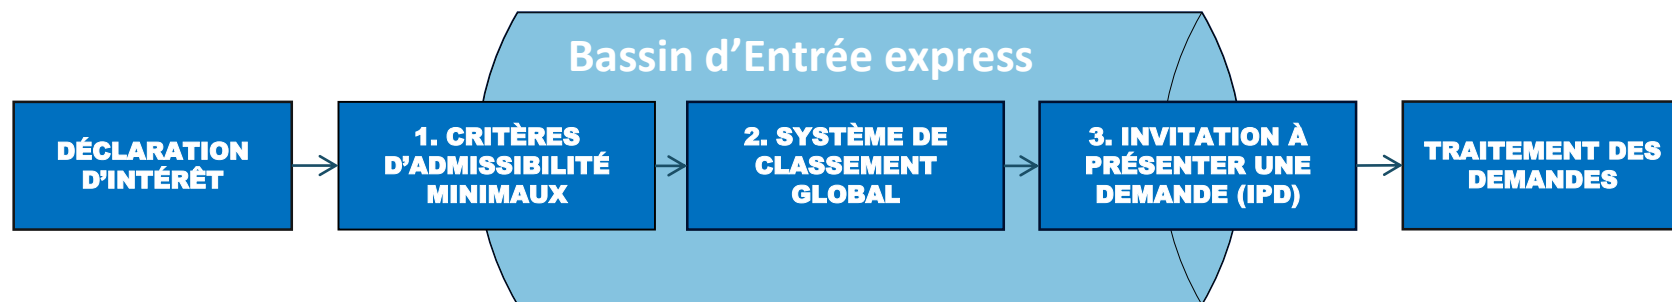 Bassin d’Entrée express
DÉCLARATION
D’INTÉRÊT
1. CRITÈRES
D’ADMISSIBILITÉ
MINIMAUX
2. SYSTÈME DE
CLASSEMENT
GLOBAL
3. INVITATION À
PRÉSENTER UNE
DEMANDE (IPD)
TRAITEMENT DES
DEMANDES